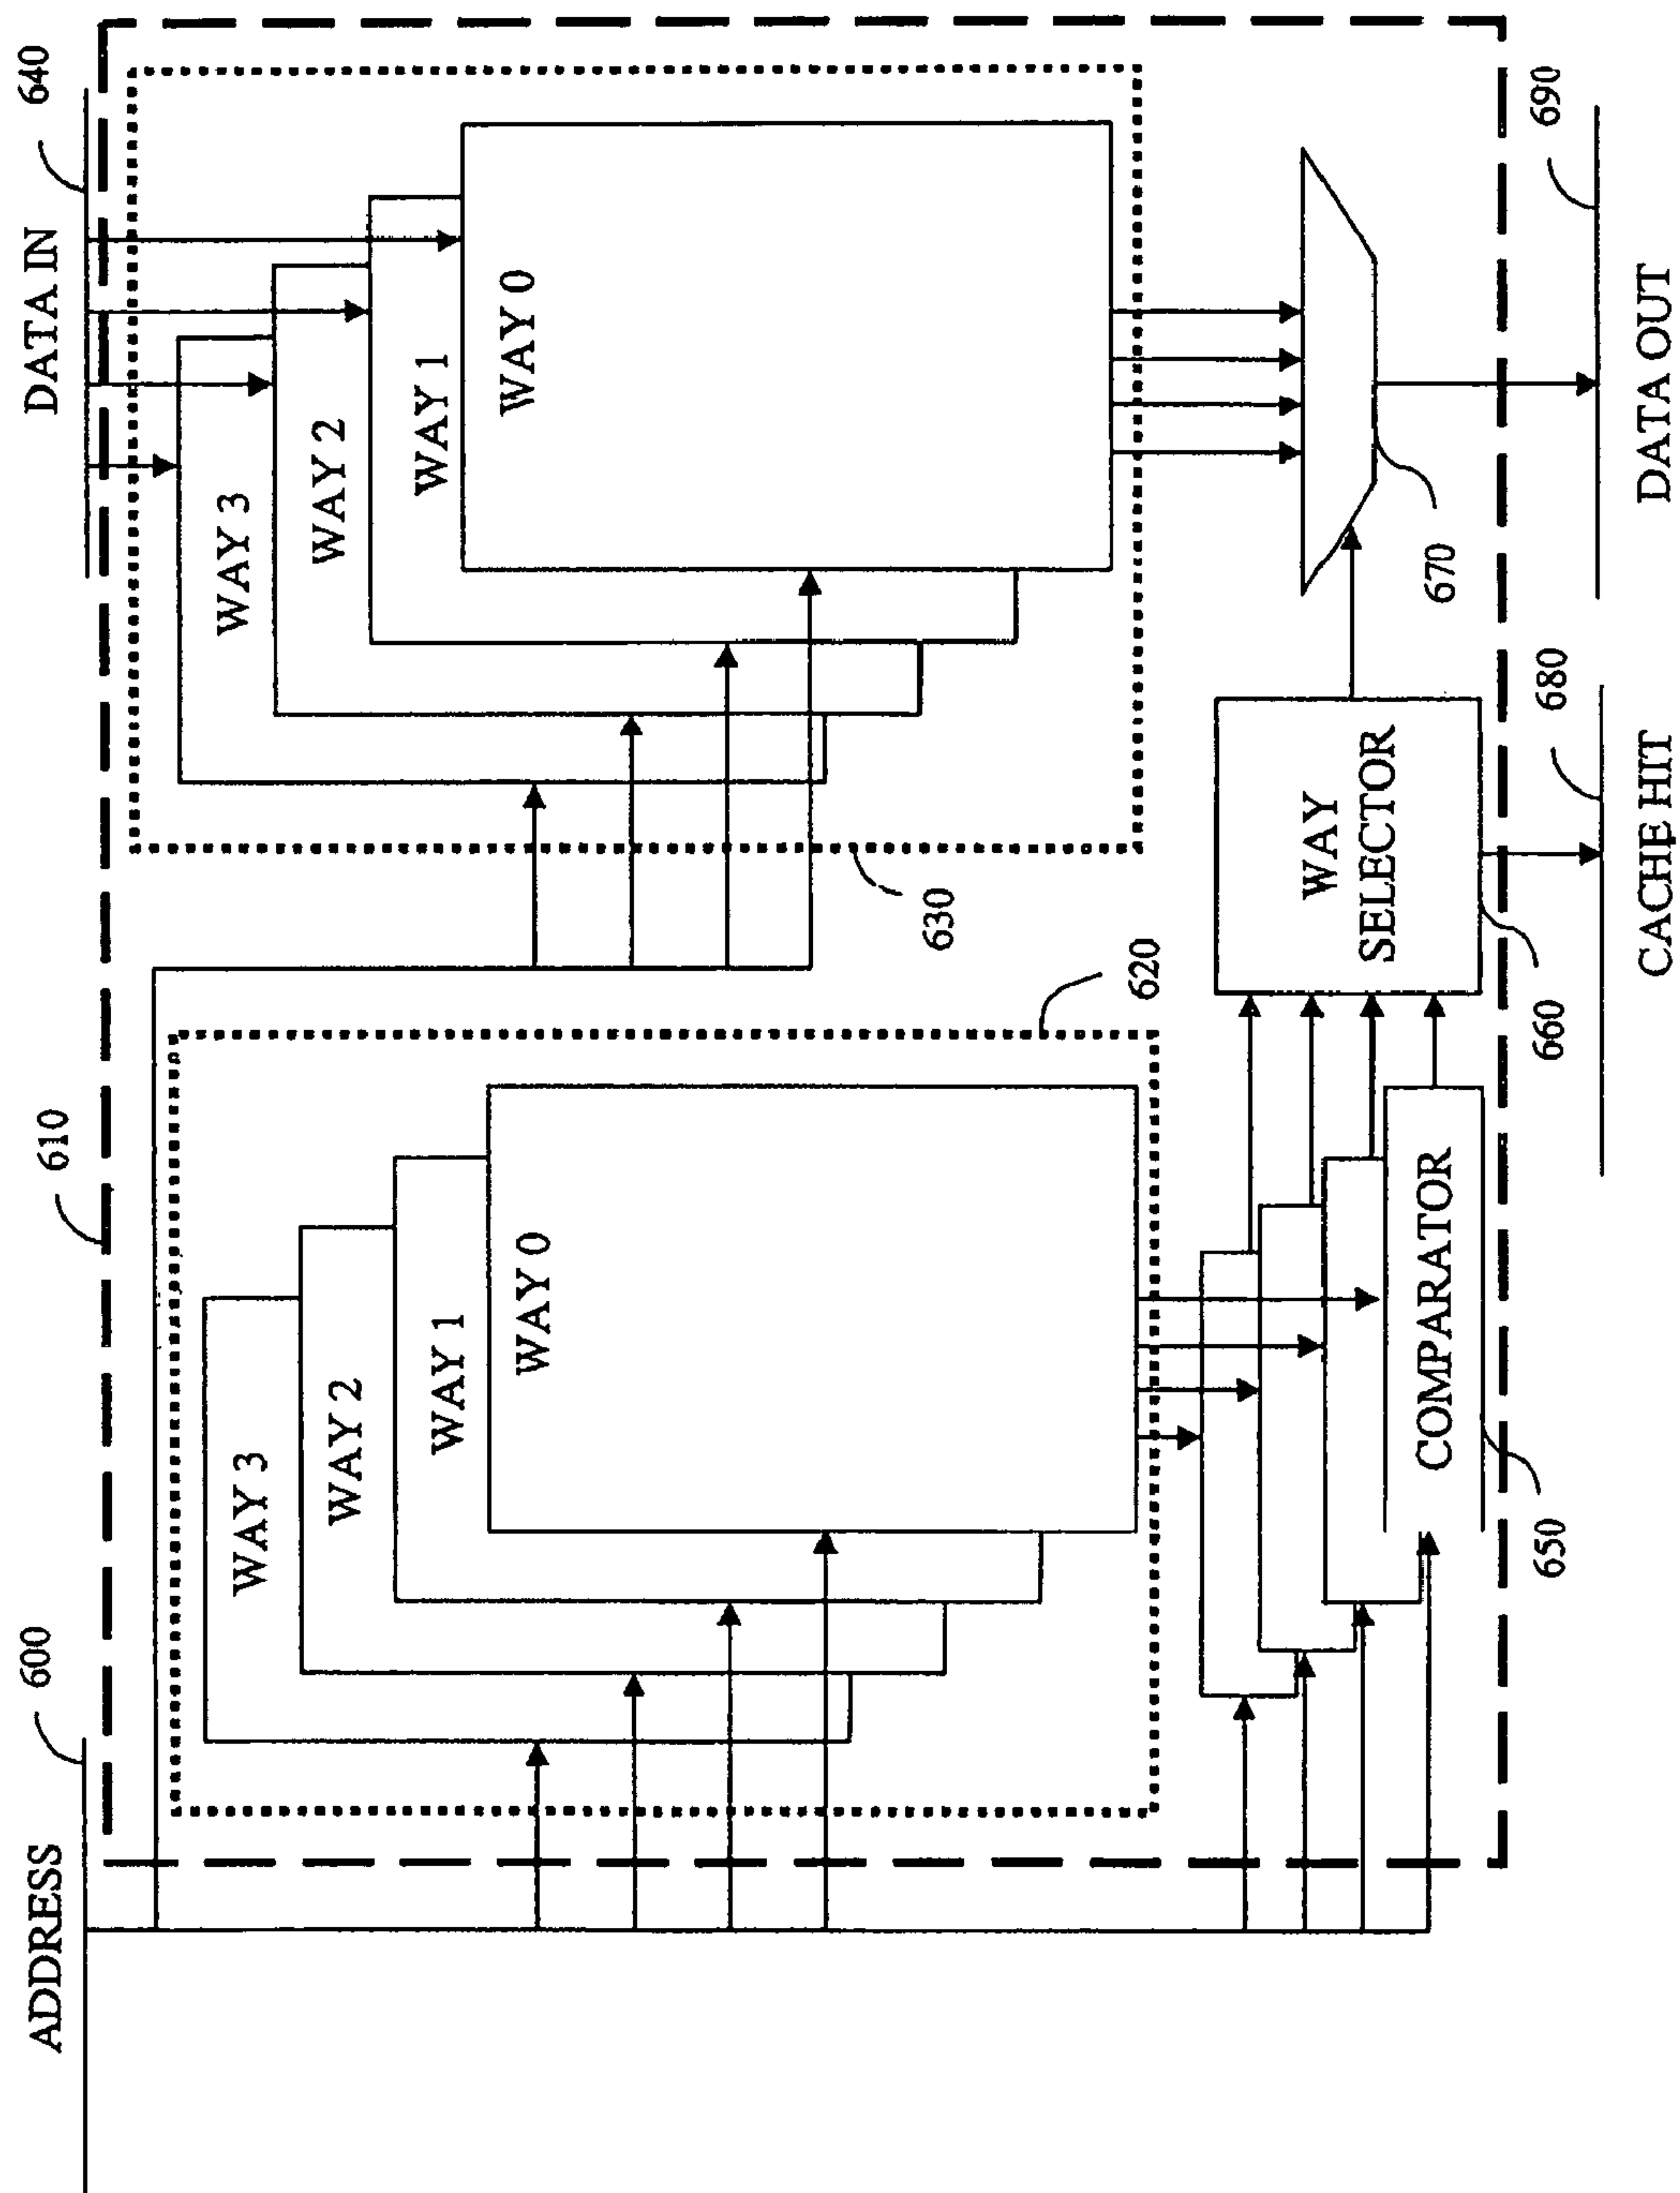 ADDRESS
600
610
DATA IN
640
WAY 3
WAY 2
WAY 1
WAY 0
620
WAY 3
WAY 2
WAY 1
WAY 0
630
COMPARATOR
650
WAY
SELECTOR
660
670
CACHE HIT
680
DATA OUT
690